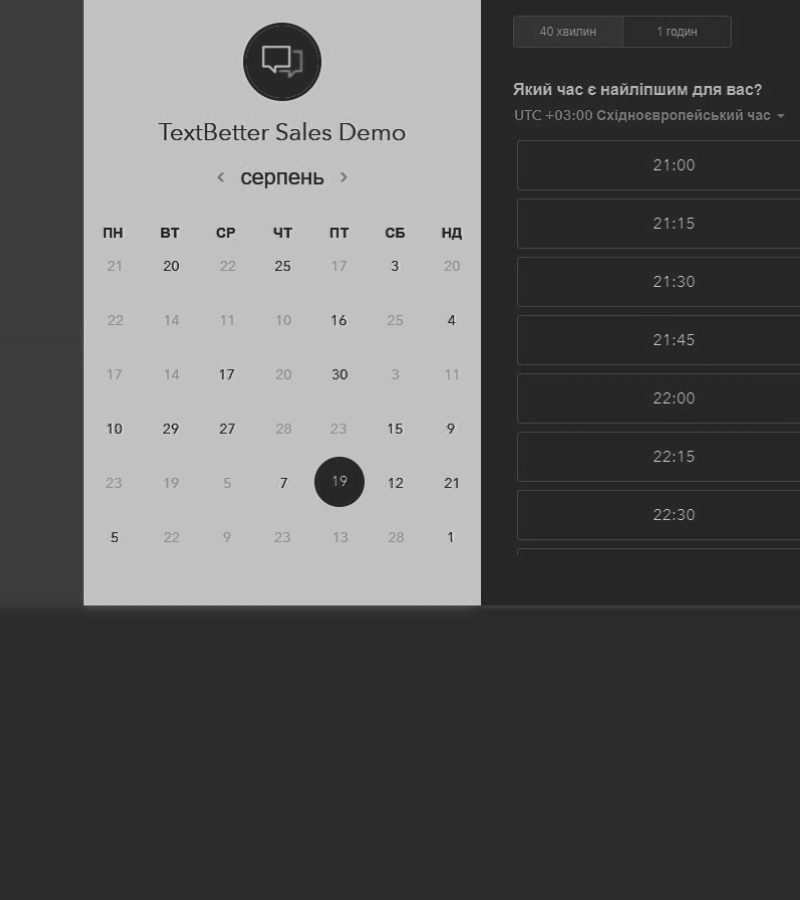 TextBetter Sales Demo
серпень
ПН ВТ СР ЧТ ПТ СБ НД
21 20 22 25 17 3 20
22 14 11 10 16 25 4
17 14 17 20 30 3 11
10 29 27 28 23 15 9
23 19 5 7 19 12 21
5 22 9 23 13 28 1
40 хвилин 1 годин
Який час є найліпшим для вас?
UTC +03:00 Східноєвропейський час
21:00
21:15
21:30
21:45
22:00
22:15
22:30